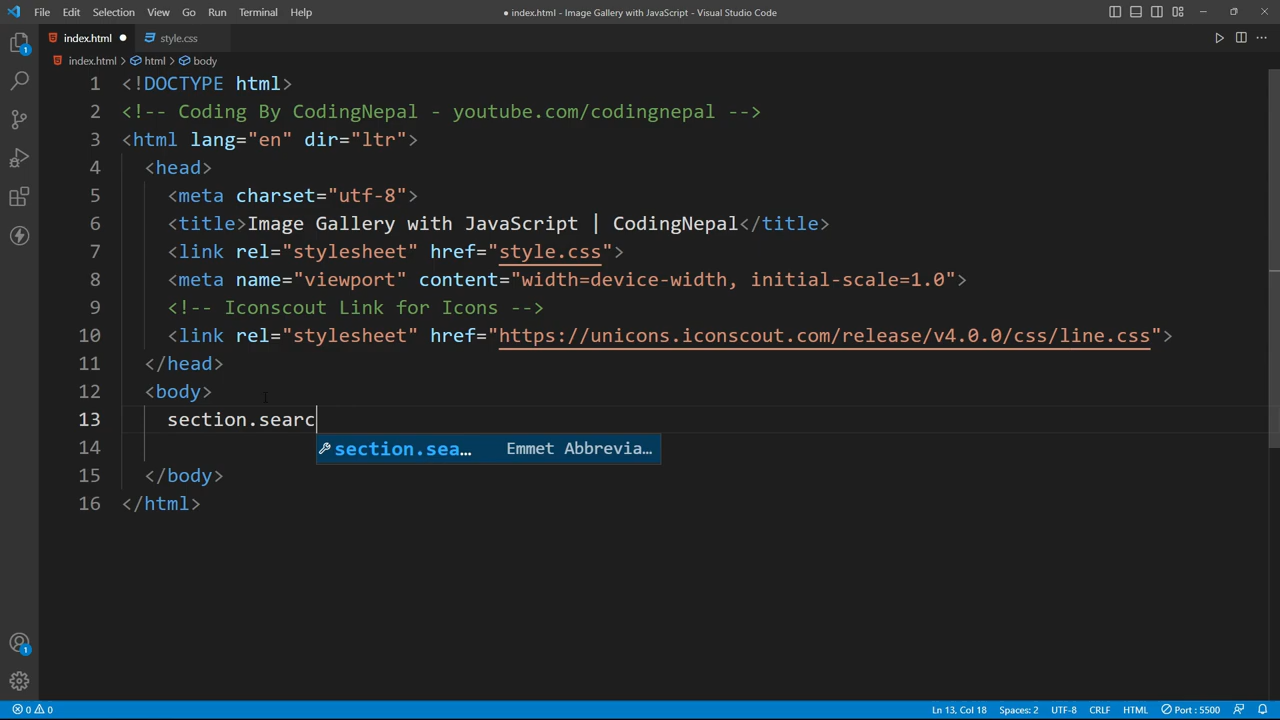 File Edit Selection View Go Run Terminal Help
● index.html - Image Gallery with JavaScript - Visual Studio Code
index.html ● style.css
index.html > html > body
1 <!DOCTYPE html>
2 <!-- Coding By CodingNepal - youtube.com/codingnepal -->
3 <html lang="en" dir="ltr">
4 <head>
5 <meta charset="utf-8">
6 <title>Image Gallery with JavaScript | CodingNepal</title>
7 <link rel="stylesheet" href="style.css">
8 <meta name="viewport" content="width=device-width, initial-scale=1.0">
9 <!-- Iconscout Link for Icons -->
10 <link rel="stylesheet" href="https://unicons.iconscout.com/release/v4.0.0/css/line.css">
11 </head>
12 <body>
13 section.searc
section.sea… Emmet Abbrevia…
14
15 </body>
16 </html>
1
1
0 0
Ln 13, Col 18 Spaces: 2 UTF-8 CRLF HTML Port : 5500